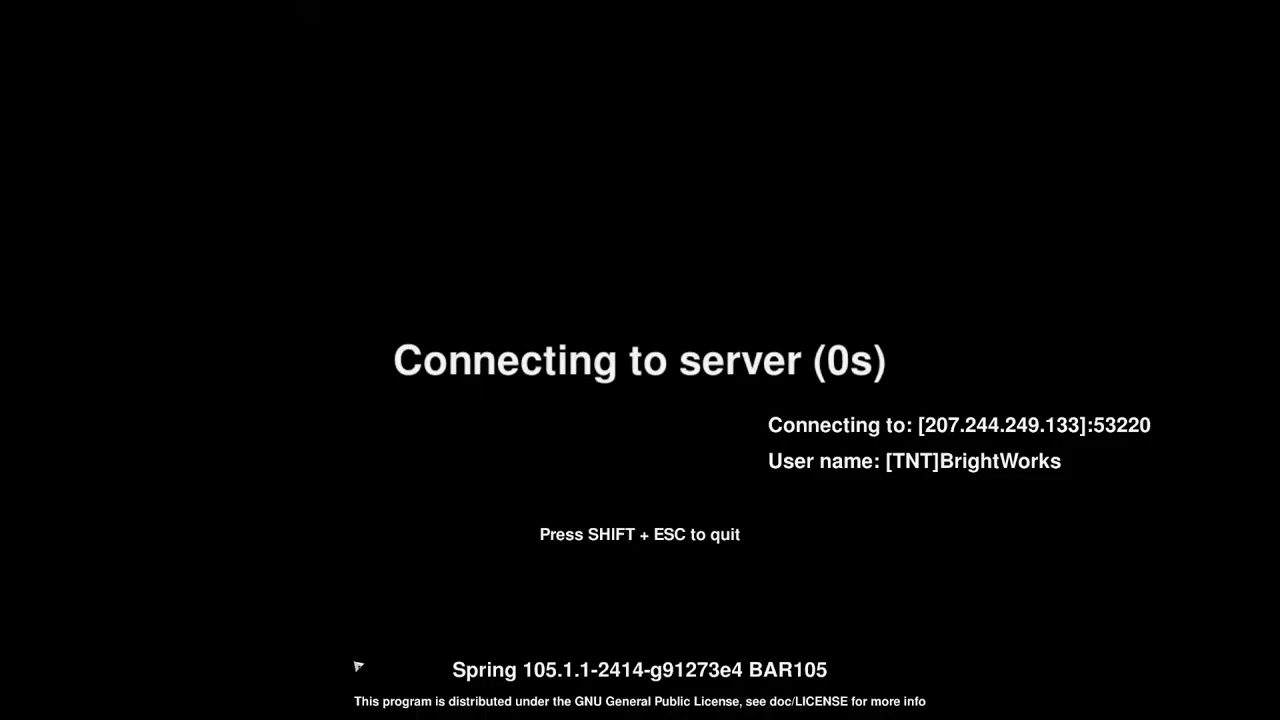 Connecting to server (0s)
Connecting to: [207.244.249.133]:53220
User name: [TNT]BrightWorks
Press SHIFT + ESC to quit
Spring 105.1.1-2414-g91273e4 BAR105
This program is distributed under the GNU General Public License, see doc/LICENSE for more info